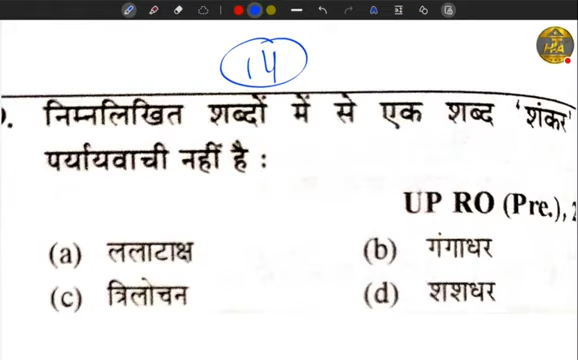 14
निम्नलिखित शब्दों में से एक शब्द 'शंकर'
पर्यायवाची नहीं है :
UP RO (Pre.),
(a) ललाटाक्ष (b) गंगाधर
(c) त्रिलोचन (d) शशधर